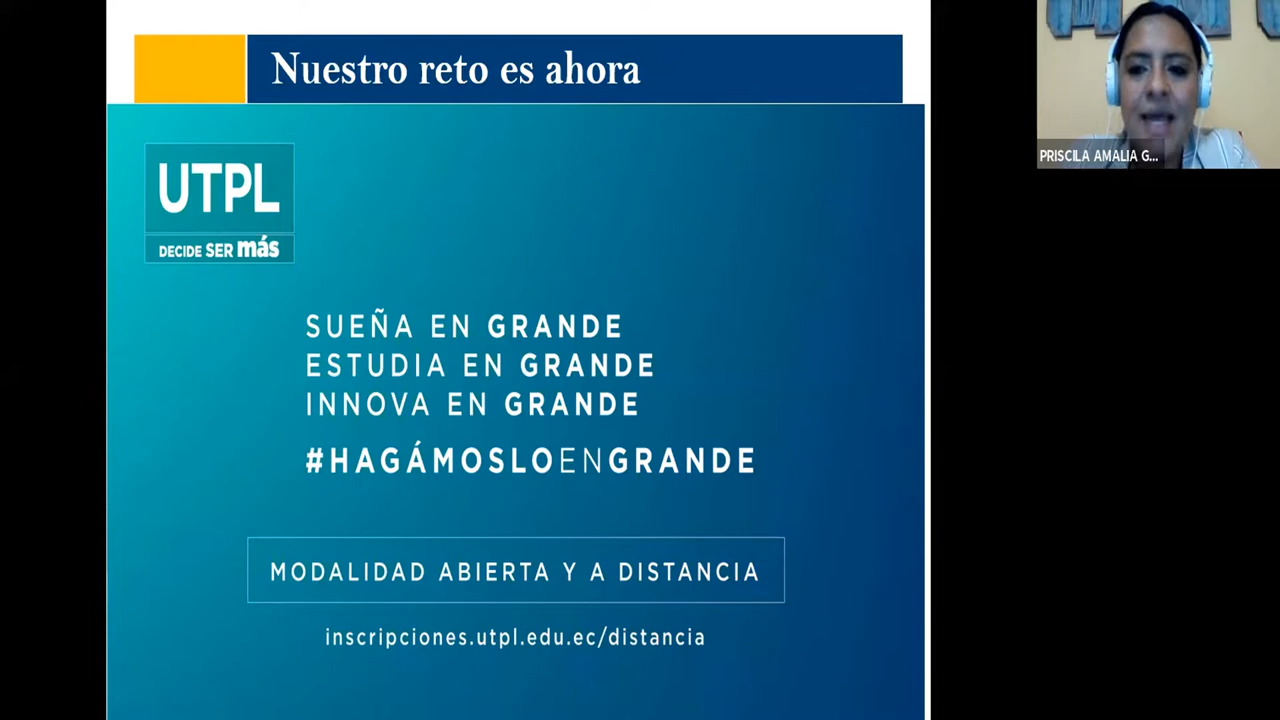 Nuestro reto es ahora
UTPL
DECIDE SER más
SUEÑA EN GRANDE
ESTUDIA EN GRANDE
INNOVA EN GRANDE
#HAGÁMOSLOENGRANDE
MODALIDAD ABIERTA Y A DISTANCIA
inscripciones.utpl.edu.ec/distancia
PRISCILA AMALIA G...